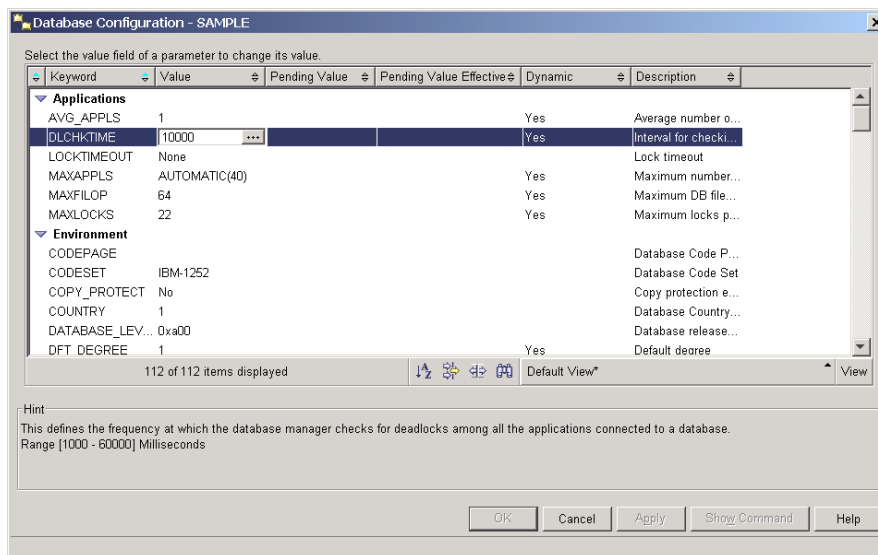 Database Configuration - SAMPLE
Select the value field of a parameter to change its value.
Keyword Value Pending Value Pending Value Effective Dynamic Description
Applications
AVG_APPLS 1 Yes Average number o...
DLCHKTIME 10000 ... Yes Interval for checki...
LOCKTIMEOUT None Lock timeout
MAXAPPLS AUTOMATIC(40) Yes Maximum number...
MAXFILOP 64 Yes Maximum DB file...
MAXLOCKS 22 Yes Maximum locks p...
Environment
CODEPAGE Database Code P...
CODESET IBM-1252 Database Code Set
COPY_PROTECT No Copy protection e...
COUNTRY 1 Database Country...
DATABASE_LEV... 0xa00 Database release...
DFT_DEGREE 1 Yes Default degree
112 of 112 items displayed Default View* View
Hint
This defines the frequency at which the database manager checks for deadlocks among all the applications connected to a database.
Range [1000 - 60000] Milliseconds
OK Cancel Apply Show Command Help